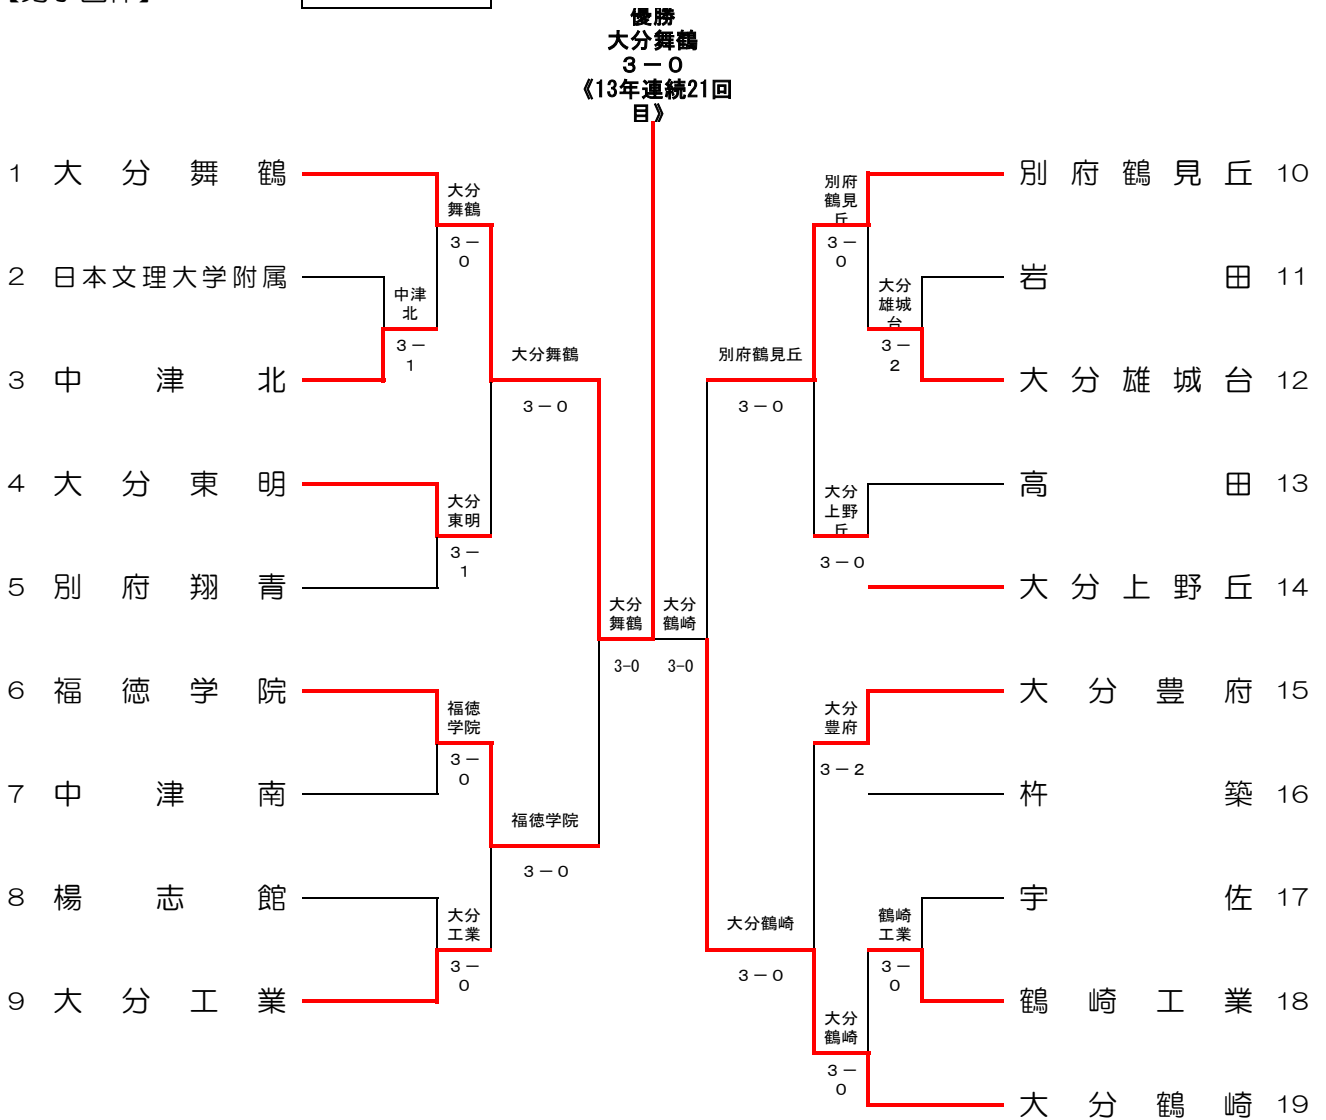 優勝
大分舞鶴
3－0
《13年連続21回
目》
1 大分舞鶴
2 日本文理大学附属
3 中津北
4 大分東明
5 別府翔青
6 福徳学院
7 中津南
8 楊志館
9 大分工業
大分
舞鶴
3－
0
中津
北
3－
1
大分舞鶴
3－0
大分
東明
3－
1
大分
舞鶴
3-0
福徳
学院
3－
0
福徳学院
3－0
大分
工業
3－
0
大分
鶴崎
3-0
別府
鶴見
丘
3－
0
大分
雄城
台
3－
2
別府鶴見丘
3－0
大分
上野
丘
3－0
大分
豊府
3－2
大分鶴崎
3－0
鶴崎
工業
3－
0
大分
鶴崎
3－
0
別府鶴見丘 10
岩田 11
大分雄城台 12
高田 13
大分上野丘 14
大分豊府 15
杵築 16
宇佐 17
鶴崎工業 18
大分鶴崎 19